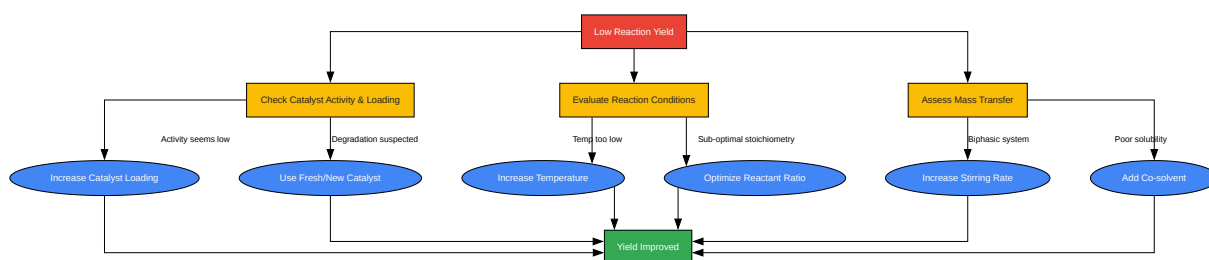 Low Reaction Yield
Check Catalyst Activity & Loading
Evaluate Reaction Conditions
Assess Mass Transfer
Activity seems low
Degradation suspected
Temp too low
Sub-optimal stoichiometry
Biphasic system
Poor solubility
Increase Catalyst Loading
Use Fresh/New Catalyst
Increase Temperature
Optimize Reactant Ratio
Increase Stirring Rate
Add Co-solvent
Yield Improved